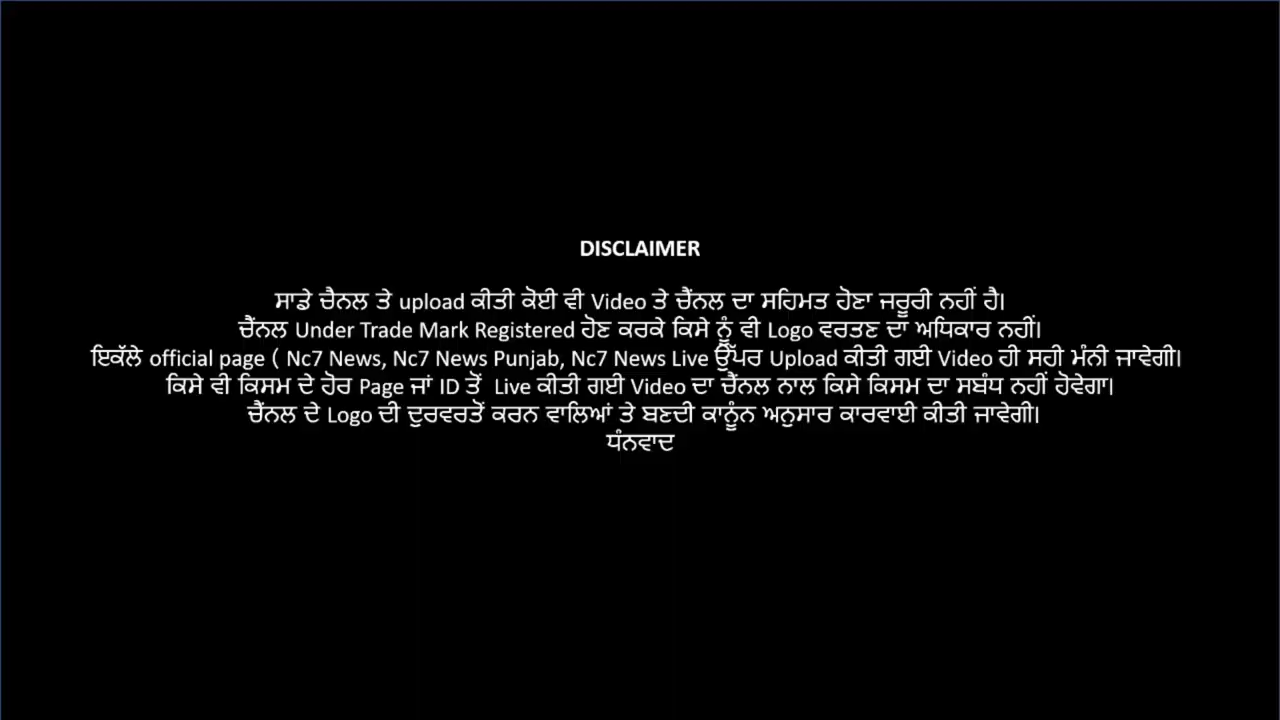 DISCLAIMER
ਸਾਡੇ ਚੈਨਲ ਤੇ upload ਕੀਤੀ ਕੋਈ ਵੀ Video ਤੇ ਚੈਂਨਲ ਦਾ ਸਹਿਮਤ ਹੋਣਾ ਜਰੂਰੀ ਨਹੀਂ ਹੈ।
ਚੈਂਨਲ Under Trade Mark Registered ਹੋਣ ਕਰਕੇ ਕਿਸੇ ਨੂੰ ਵੀ Logo ਵਰਤਣ ਦਾ ਅਧਿਕਾਰ ਨਹੀਂ।
ਇਕੱਲੇ official page ( Nc7 News, Nc7 News Punjab, Nc7 News Live ਉੱਪਰ Upload ਕੀਤੀ ਗਈ Video ਹੀ ਸਹੀ ਮੰਨੀ ਜਾਵੇਗੀ।
ਕਿਸੇ ਵੀ ਕਿਸਮ ਦੇ ਹੋਰ Page ਜਾਂ ID ਤੋਂ Live ਕੀਤੀ ਗਈ Video ਦਾ ਚੈਂਨਲ ਨਾਲ ਕਿਸੇ ਕਿਸਮ ਦਾ ਸਬੰਧ ਨਹੀਂ ਹੋਵੇਗਾ।
ਚੈਂਨਲ ਦੇ Logo ਦੀ ਦੁਰਵਰਤੋਂ ਕਰਨ ਵਾਲਿਆਂ ਤੇ ਬਣਦੀ ਕਾਨੂੰਨ ਅਨੁਸਾਰ ਕਾਰਵਾਈ ਕੀਤੀ ਜਾਵੇਗੀ।
ਧੰਨਵਾਦ